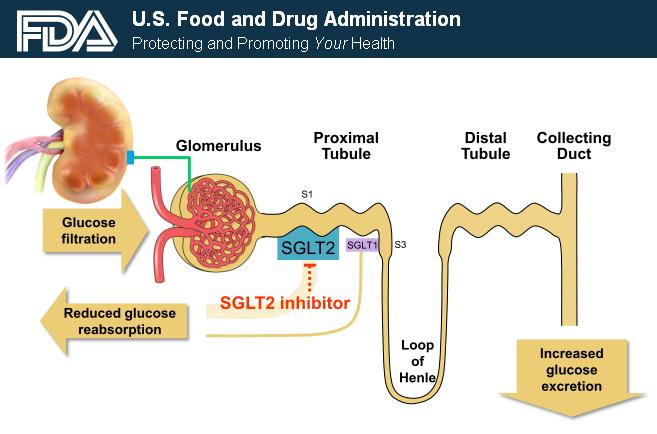 FDA
U.S. Food and Drug Administration
Protecting and Promoting Your Health
Glomerulus
Proximal
Tubule
Distal
Tubule
Collecting
Duct
S1
Glucose
filtration
SGLT2
SGLT1
S3
SGLT2 inhibitor
Reduced glucose
reabsorption
Loop
of
Henle
Increased
glucose
excretion